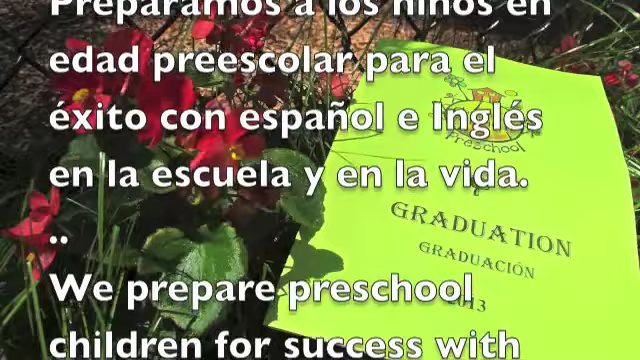 Preparamos a los niños en
edad preescolar para el
éxito con español e Inglés
en la escuela y en la vida.
..
We prepare preschool
children for success with
Preschool
GRADUATION
GRADUACIÓN
2013